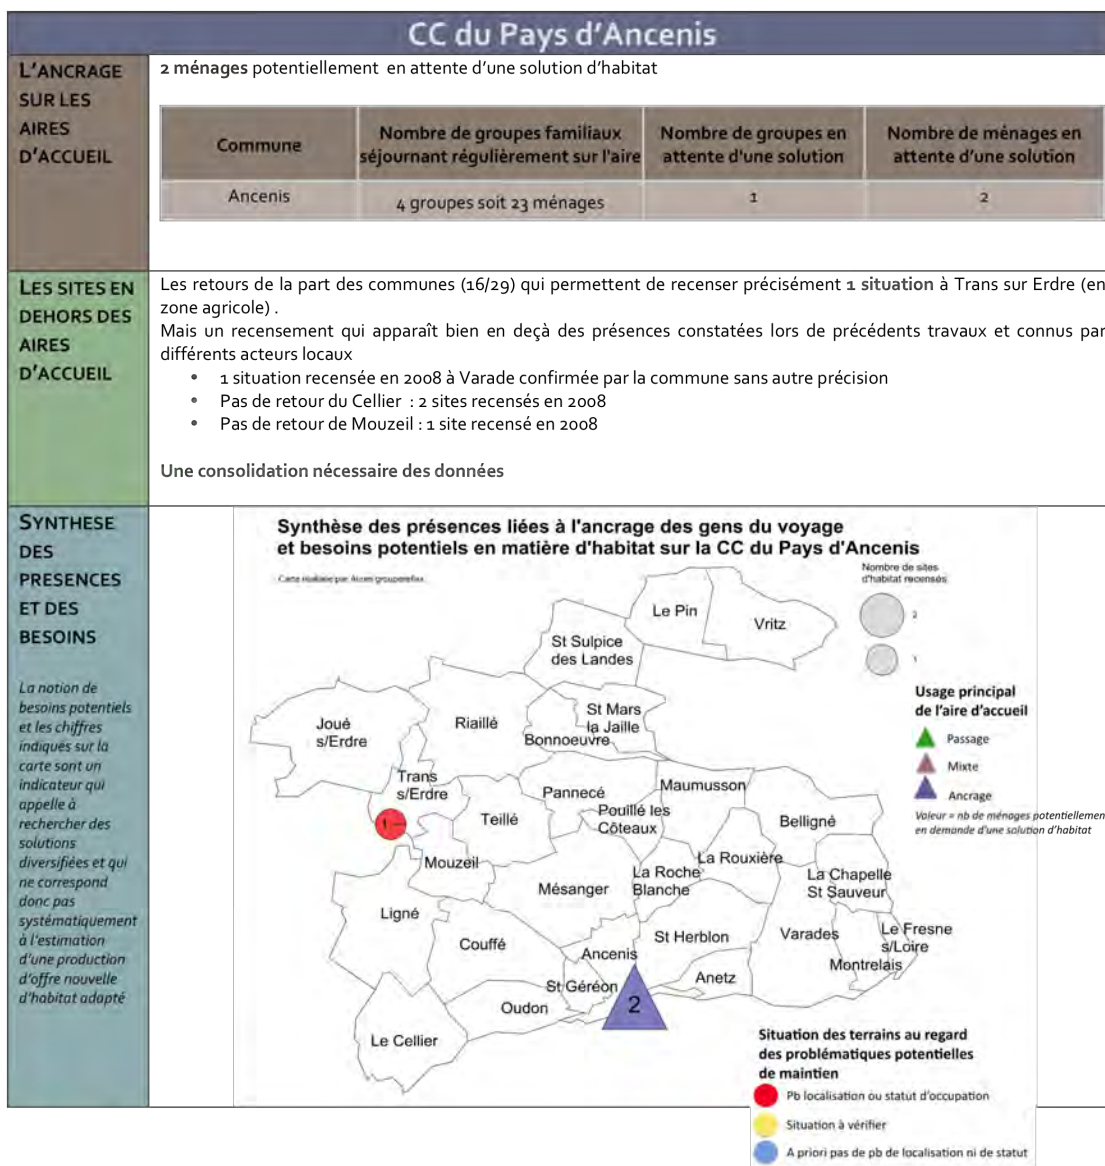 CC du Pays d'Ancenis
L'ANCRAGE
SUR LES
AIRES
D'ACCUEIL
2 ménages potentiellement en attente d'une solution d'habitat
Commune
Nombre de groupes familiaux
séjournant régulièrement sur l'aire
Nombre de groupes en
attente d'une solution
Nombre de ménages en
attente d'une solution
Ancenis
4 groupes soit 23 ménages
1
2
LES SITES EN
DEHORS DES
AIRES
D'ACCUEIL
Les retours de la part des communes (16/29) qui permettent de recenser précisément 1 situation à Trans sur Erdre (en
zone agricole) .
Mais un recensement qui apparaît bien en deçà des présences constatées lors de précédents travaux et connus par
différents acteurs locaux
• 1 situation recensée en 2008 à Varade confirmée par la commune sans autre précision
• Pas de retour du Cellier : 2 sites recensés en 2008
• Pas de retour de Mouzeil : 1 site recensé en 2008
Une consolidation nécessaire des données
SYNTHESE
DES
PRESENCES
ET DES
BESOINS
La notion de
besoins potentiels
et les chiffres
indiqués sur la
carte sont un
indicateur qui
appelle à
rechercher des
solutions
diversifiées et qui
ne correspond
donc pas
systématiquement
à l'estimation
d'une production
d'offre nouvelle
d'habitat adapté
Synthèse des présences liées à l'ancrage des gens du voyage
et besoins potentiels en matière d'habitat sur la CC du Pays d'Ancenis
Carte réalisée par
Nombre de sites
d'habitat recensés
2
1
Le Pin
Vritz
St Sulpice
des Landes
Joué
s/Erdre
Riaillé
St Mars
la Jaille
Bonnoeuvre
Trans
s/Erdre
1
Teillé
Pannecé
Pouillé les
Côteaux
Maumusson
Belligné
Mouzeil
La Rouxière
La Roche
Blanche
La Chapelle
St Sauveur
Mésanger
Ligné
Couffé
St Herblon
Varades
Le Fresne
s/Loire
Montrelais
Ancenis
St Géréon
Anetz
Oudon
2
Le Cellier
Usage principal
de l'aire d'accueil
Passage
Mixte
Ancrage
Valeur = nb de ménages potentiellemen
en demande d'une solution d'habitat
Situation des terrains au regard
des problématiques potentielles
de maintien
Pb localisation ou statut d'occupation
Situation à vérifier
A priori pas de pb de localisation ni de statut